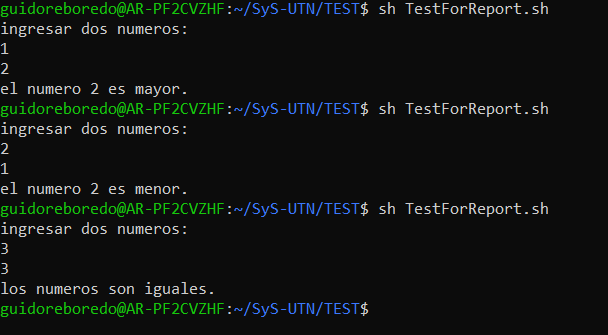 guidoreboredo@AR-PF2CVZHF:~/SyS-UTN/TEST$ sh TestForReport.sh
ingresar dos numeros:
1
2
el numero 2 es mayor.
guidoreboredo@AR-PF2CVZHF:~/SyS-UTN/TEST$ sh TestForReport.sh
ingresar dos numeros:
2
1
el numero 2 es menor.
guidoreboredo@AR-PF2CVZHF:~/SyS-UTN/TEST$ sh TestForReport.sh
ingresar dos numeros:
3
3
los numeros son iguales.
guidoreboredo@AR-PF2CVZHF:~/SyS-UTN/TEST$